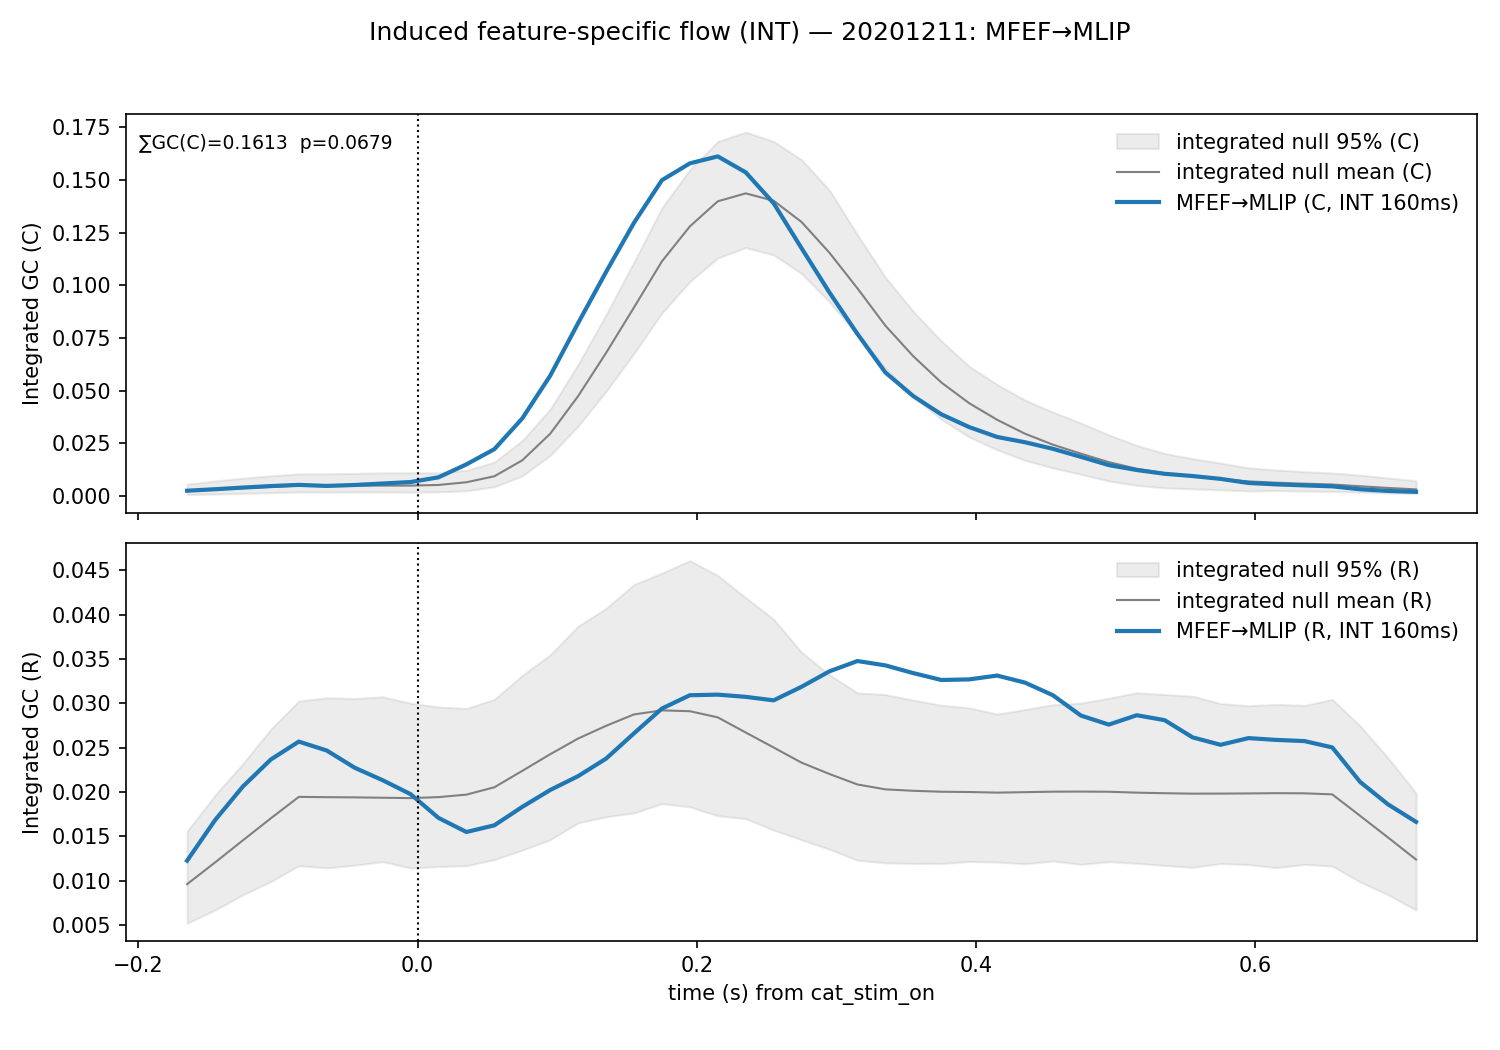 Induced feature-specific flow (INT) — 20201211: MFEF→MLIP
∑GC(C)=0.1613 p=0.0679
integrated null 95% (C)
integrated null mean (C)
MFEF→MLIP (C, INT 160ms)
Integrated GC (C)
0.175
0.150
0.125
0.100
0.075
0.050
0.025
0.000
integrated null 95% (R)
integrated null mean (R)
MFEF→MLIP (R, INT 160ms)
Integrated GC (R)
0.045
0.040
0.035
0.030
0.025
0.020
0.015
0.010
0.005
−0.2 0.0 0.2 0.4 0.6
time (s) from cat_stim_on